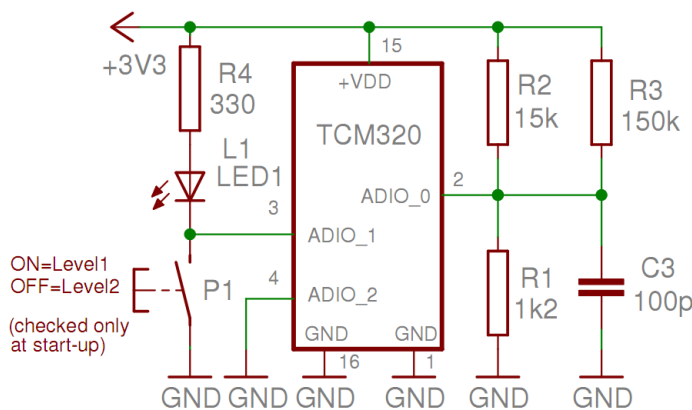 +3V3
R4
330
L1
LED1
15
+VDD
TCM320
R2
15k
R3
150k
2
ADIO_0
3
ADIO_1
4
ADIO_2
ON=Level1
OFF=Level2
(checked only
at start-up)
P1
R1
1k2
C3
100p
GND
GND
16
1
GND
GND
GND
GND
GND
GND